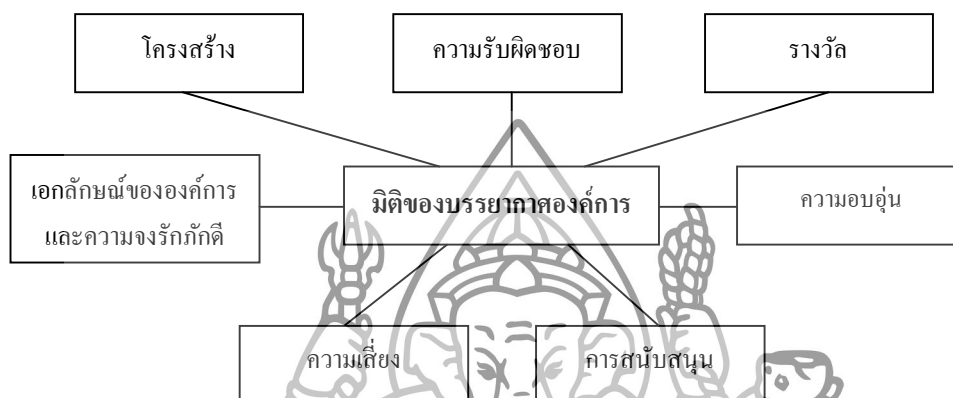 โครงสร้าง
ความรับผิดชอบ
รางวัล
เอกลักษณ์ขององค์การ
และความจงรักภักดี
มิติของบรรยากาศองค์การ
ความอบอุ่น
ความเสี่ยง
การสนับสนุน